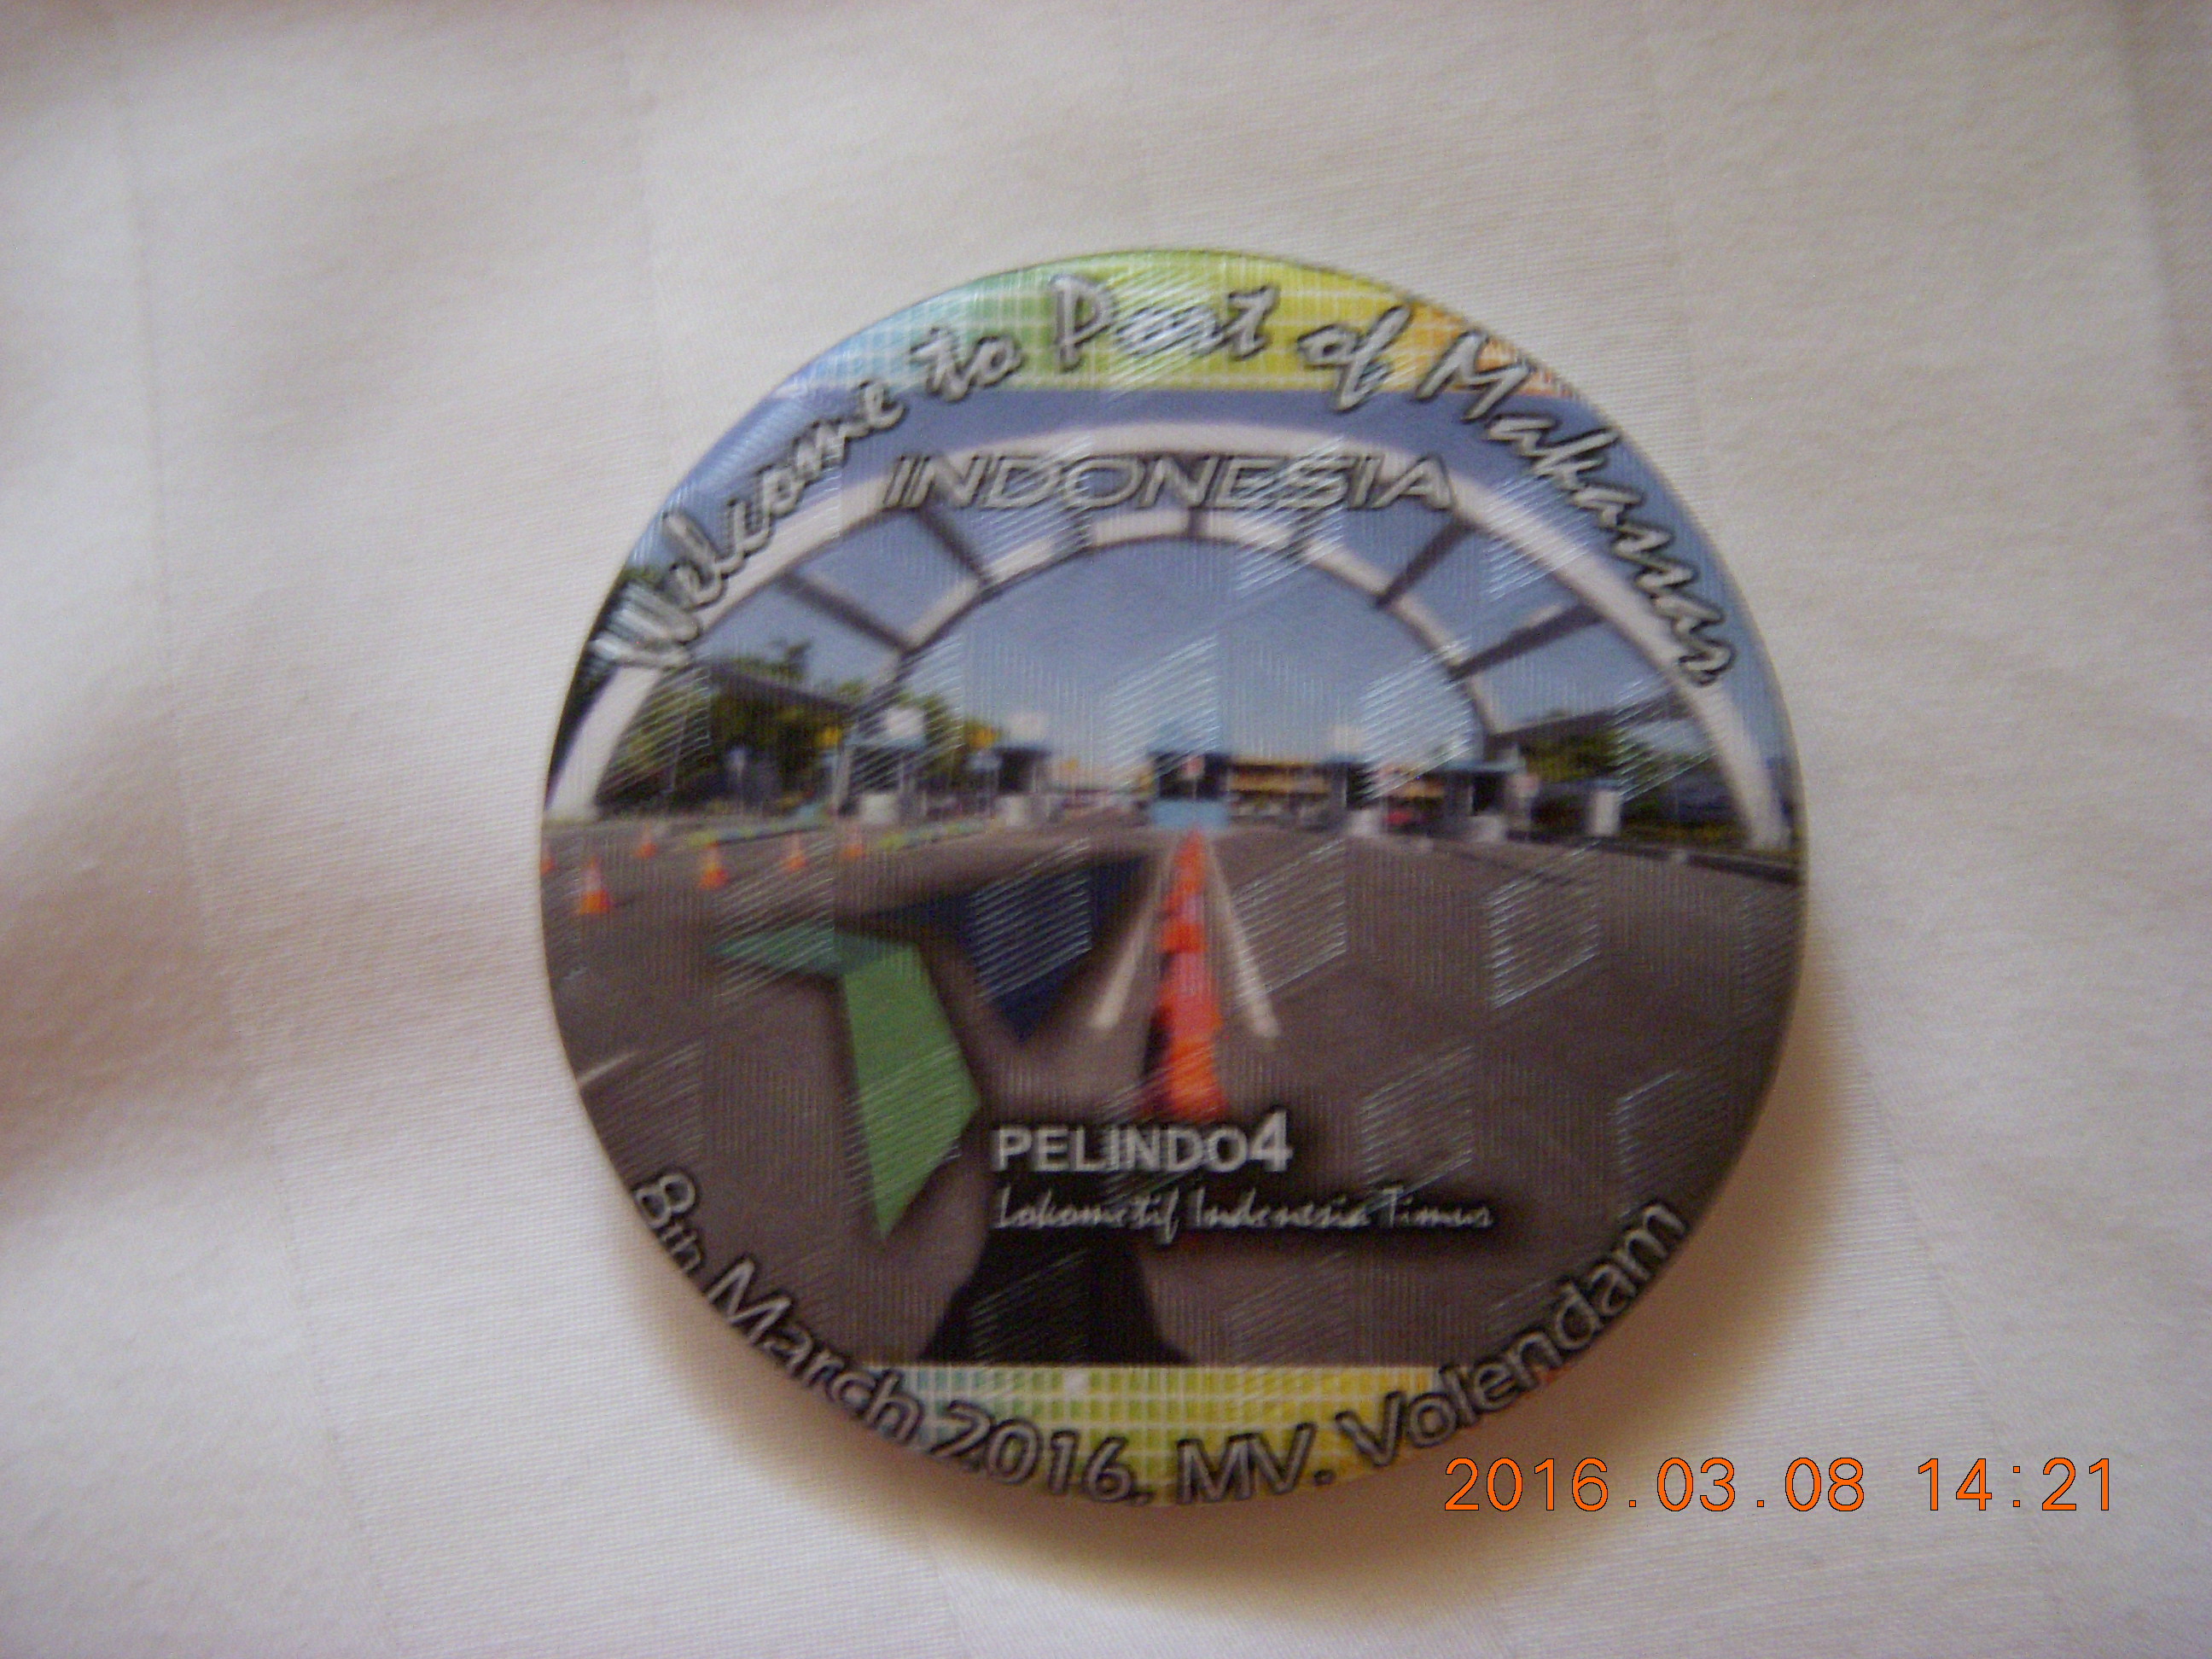 Welcome to Port of Makassar
INDONESIA
PELINDO4
Lokomotif Indonesia Timur
8th March 2016, MV. Volendam
2016.03.08 14:21